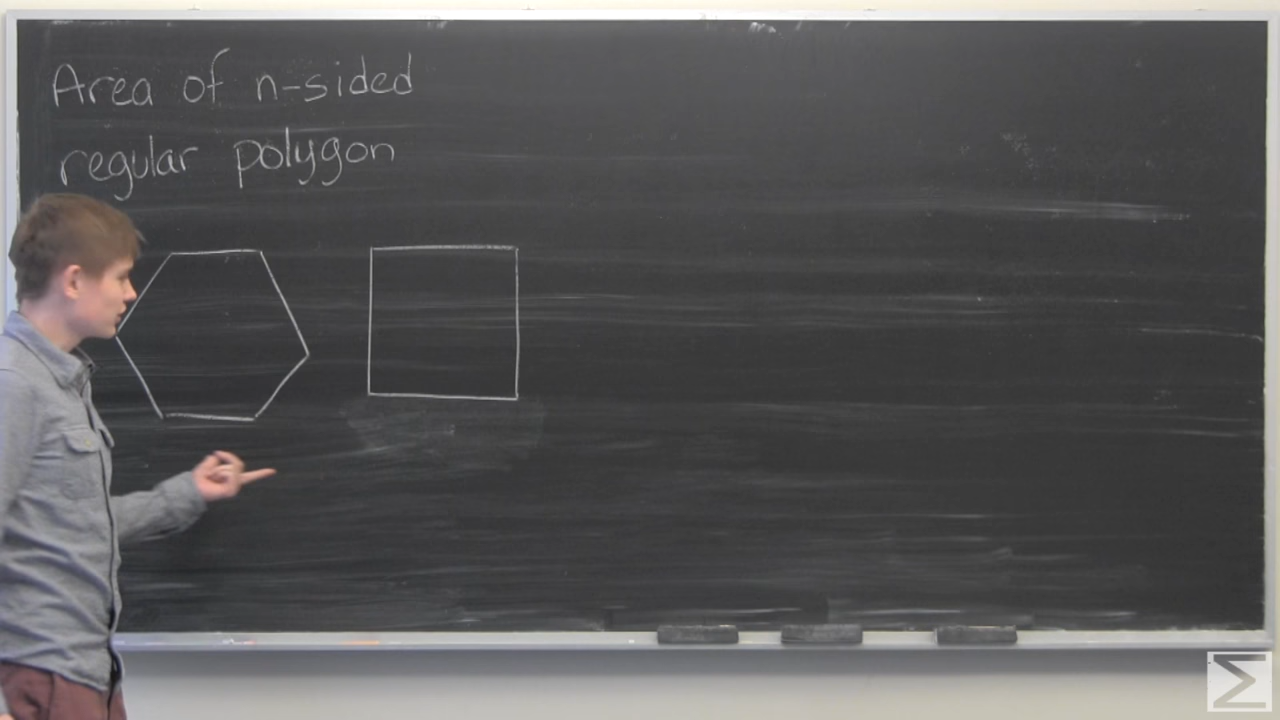 Area of n-sided
regular polygon
Σ